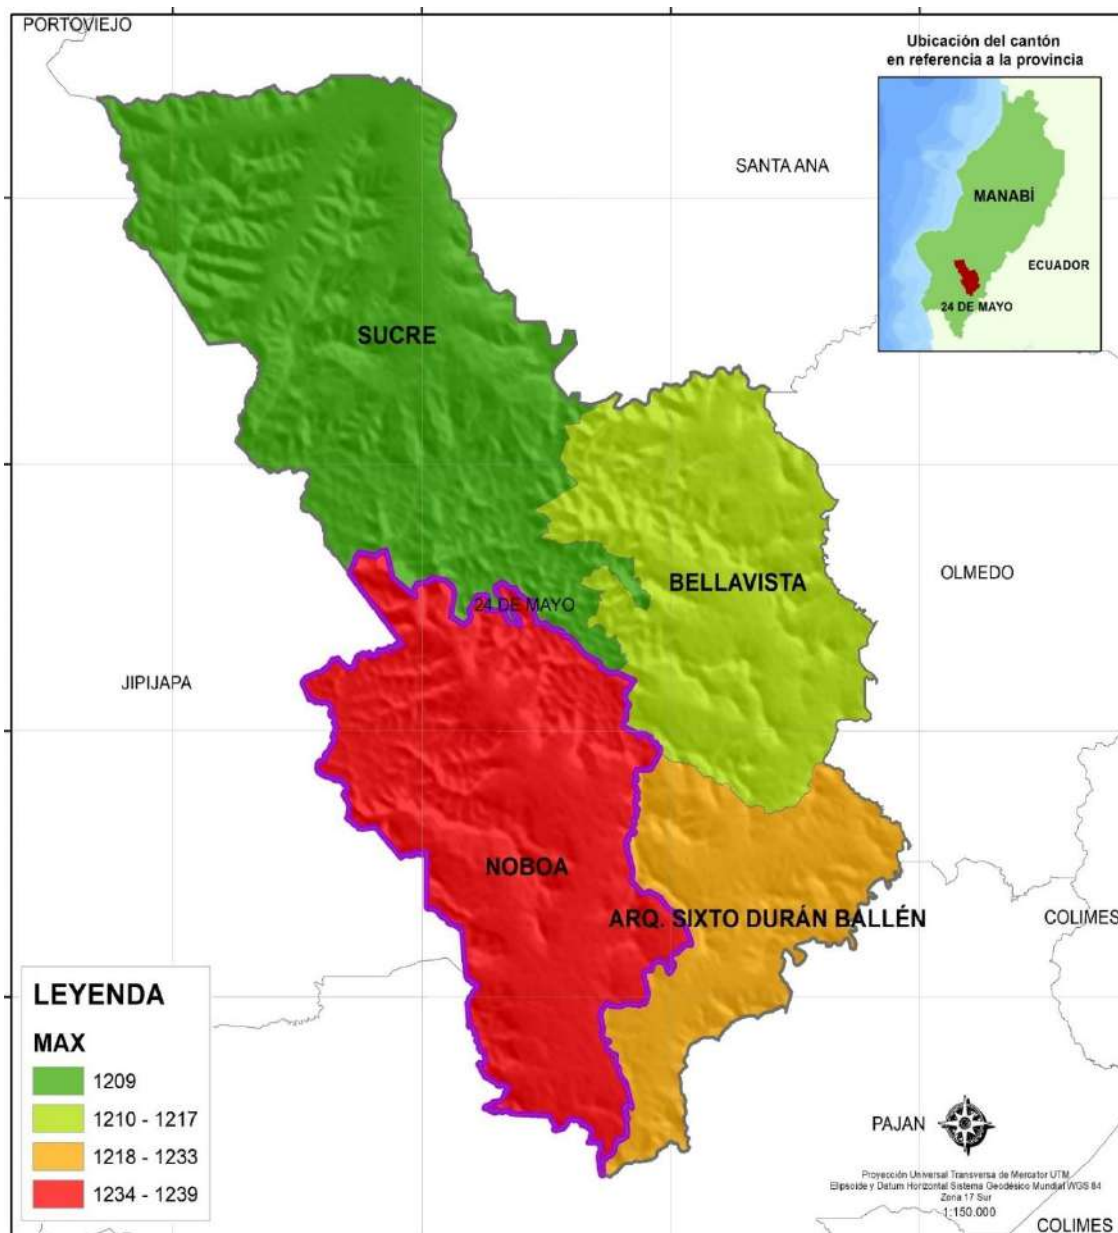 PORTOVIEJO
Ubicación del cantón
en referencia a la provincia
MANABÍ
ECUADOR
24 DE MAYO
SANTA ANA
SUCRE
BELLAVISTA
OLMEDO
24 DE MAYO
JIPIJAPA
NOBOA
ARQ. SIXTO DURÁN BALLÉN
COLIMES
LEYENDA
MAX
1209
1210 - 1217
1218 - 1233
1234 - 1239
PAJAN
Proyección Universal Transversa de Mercator UTM
Elipsoide y Datum Horizontal Sistema Geodésico Mundial WGS 84
Zona 17 Sur
1:150.000
COLIMES